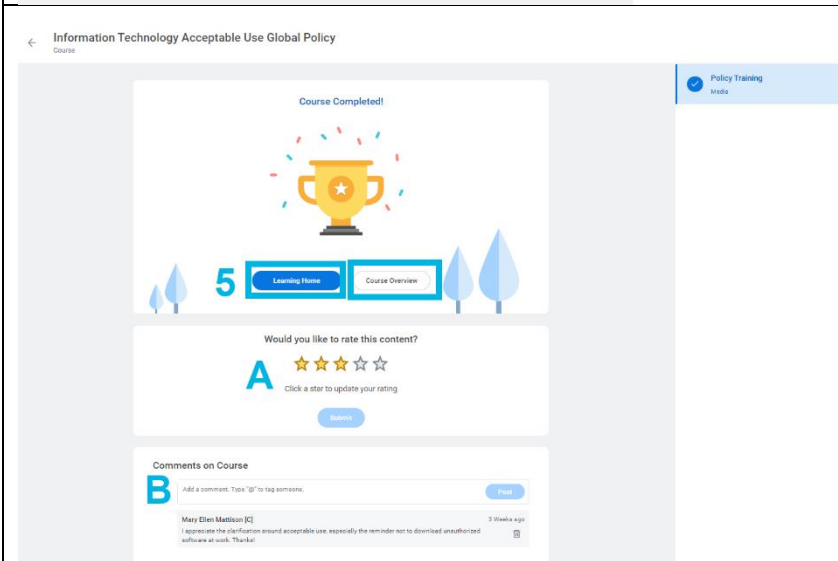 Information Technology Acceptable Use Global Policy
Course
Policy Training
Media
Course Completed!
5
Learning Home
Course Overview
Would you like to rate this content?
A
Click a star to update your rating
Submit
Comments on Course
B
Add a comment. Type "@" to tag someone.
Post
Mary Ellen Mattison [C]
3 Weeks ago
I appreciate the clarification around acceptable use, especially the reminder not to download unauthorized
software at work. Thanks!